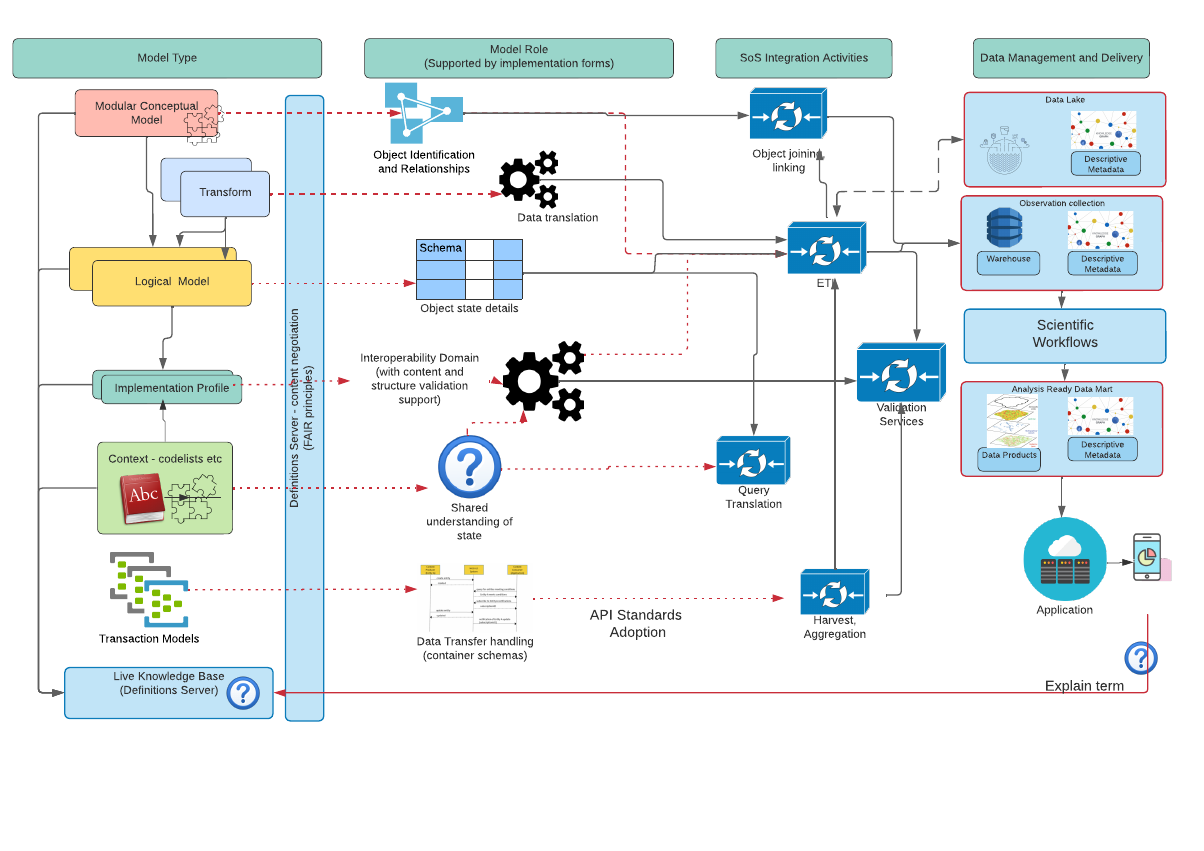 Model Type
Model Role
(Supported by implementation forms)
SoS Integration Activities
Data Management and Delivery
Modular Conceptual
Model
Transform
Logical Model
Implementation Profile
Context - codelists etc
Abc
Transaction Models
Live Knowledge Base
(Definitions Server)
Definitions Server - content negotiation
(FAIR principles)
Object Identification
and Relationships
Data translation
Schema
Object state details
Interoperability Domain
(with content and
structure validation
support)
Shared
understanding of
state
Data Transfer handling
(container schemas)
API Standards
Adoption
Object joining,
linking
ETL
Validation
Services
Query
Translation
Harvest,
Aggregation
Data Lake
Descriptive
Metadata
Observation collection
Warehouse
Descriptive
Metadata
Scientific
Workflows
Analysis Ready Data Mart
Data Products
Descriptive
Metadata
Application
Explain term